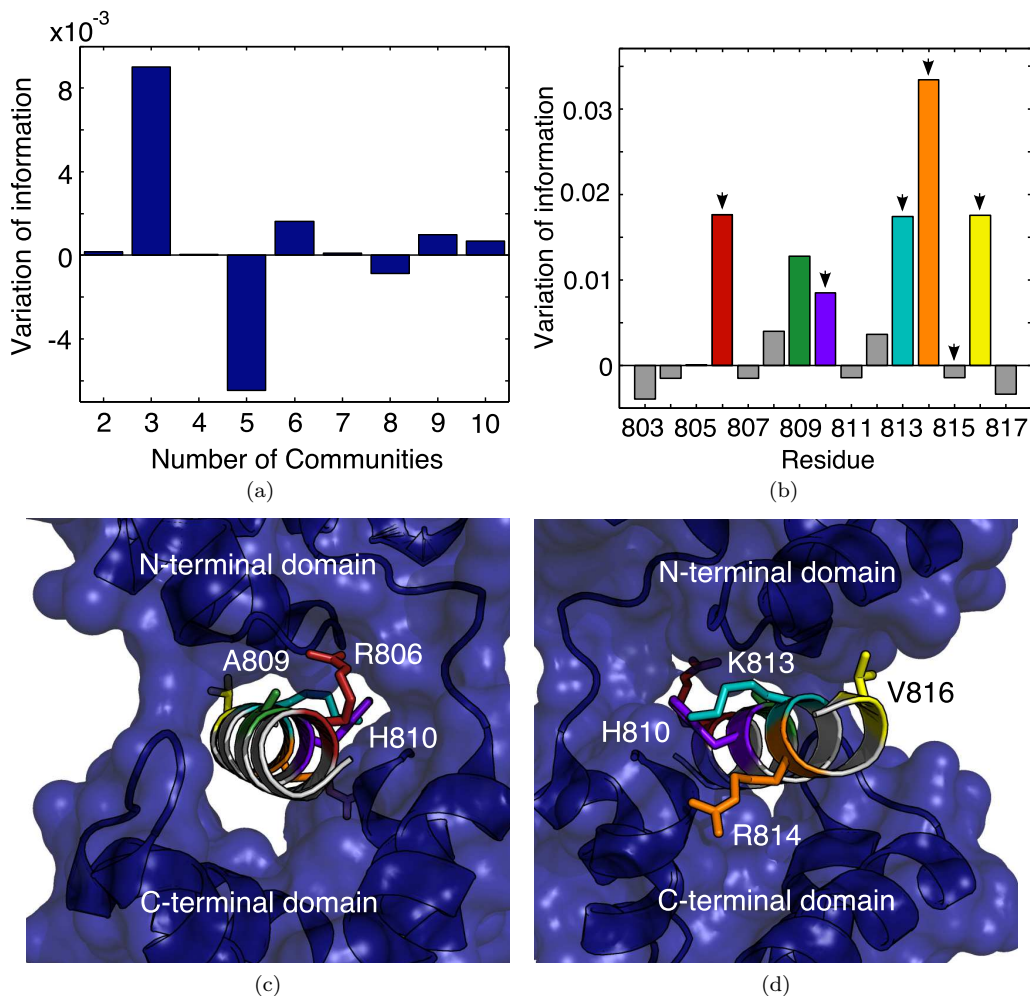 x10⁻³
Variation of information
8
4
0
-4
2 3 4 5 6 7 8 9 10
Number of Communities
(a)
Variation of information
0.03
0.02
0.01
0
803 805 807 809 811 813 815 817
Residue
(b)
N-terminal domain
A809
R806
H810
C-terminal domain
(c)
N-terminal domain
K813
V816
H810
R814
C-terminal domain
(d)